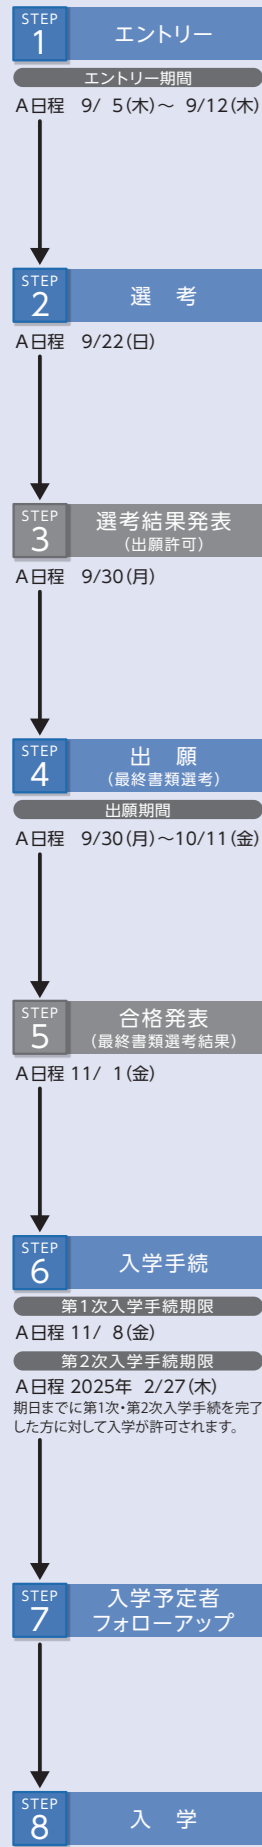 STEP
1
エントリー
エントリー期間
A日程　9/ 5(木)～ 9/12(木)
STEP
2
選　考
A日程　9/22(日)
STEP
3
選考結果発表
(出願許可)
A日程　9/30(月)
STEP
4
出　願
(最終書類選考)
出願期間
A日程　9/30(月)～10/11(金)
STEP
5
合格発表
(最終書類選考結果)
A日程 11/ 1(金)
STEP
6
入学手続
第1次入学手続期限
A日程 11/ 8(金)
第2次入学手続期限
A日程 2025年 2/27(木)
期日までに第1次・第2次入学手続を完了
した方に対して入学が許可されます。
STEP
7
入学予定者
フォローアップ
STEP
8
入　学